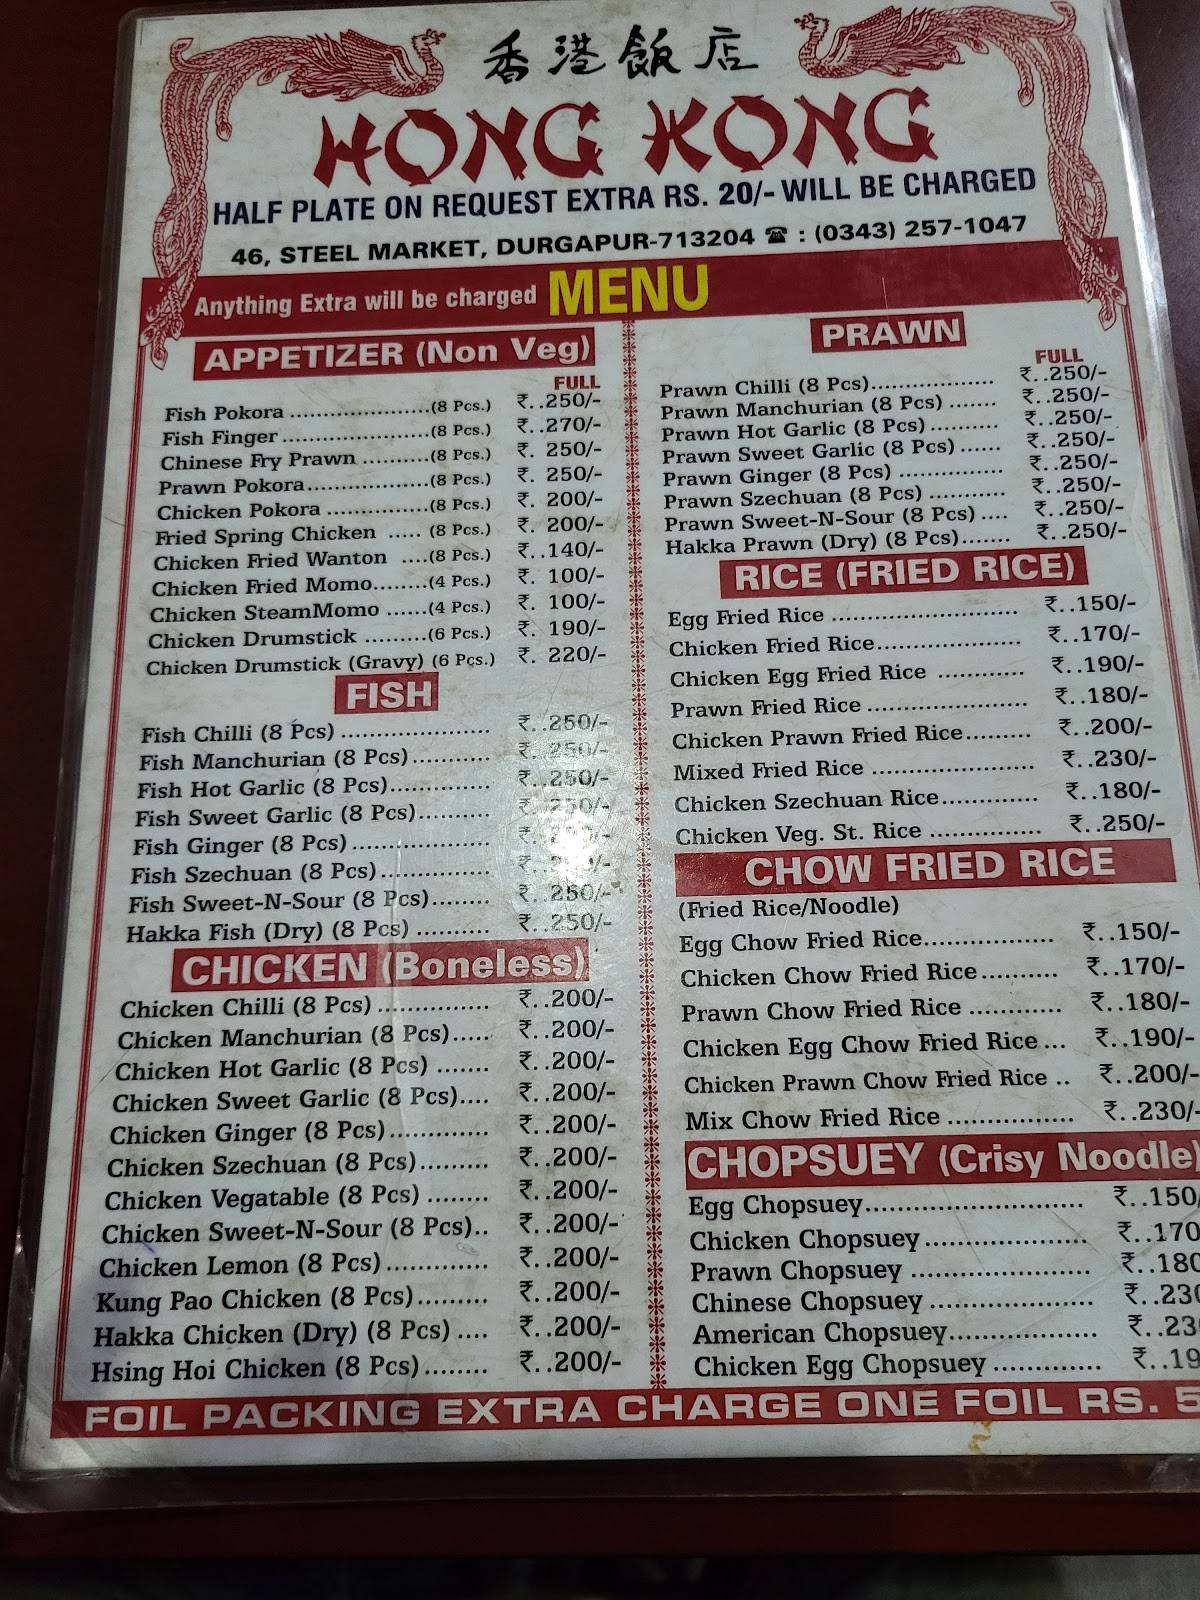 香港飯店
HONG KONG
HALF PLATE ON REQUEST EXTRA RS. 20/- WILL BE CHARGED
46, STEEL MARKET, DURGAPUR-713204 ☎ : (0343) 257-1047
Anything Extra will be charged MENU
APPETIZER (Non Veg)
FULL
Fish Pokora ......................(8 Pcs.) ₹..250/-
Fish Finger .......................(8 Pcs.) ₹..270/-
Chinese Fry Prawn ..........(8 Pcs.) ₹. 250/-
Prawn Pokora...................(8 Pcs.) ₹. 250/-
Chicken Pokora ................(8 Pcs.) ₹. 200/-
Fried Spring Chicken ..... (8 Pcs.) ₹. 200/-
Chicken Fried Wanton ....(8 Pcs.) ₹..140/-
Chicken Fried Momo........(4 Pcs.) ₹. 100/-
Chicken SteamMomo ......(4 Pcs.) ₹. 100/-
Chicken Drumstick ..........(6 Pcs.) ₹. 190/-
Chicken Drumstick (Gravy) (6 Pcs.) ₹. 220/-
FISH
Fish Chilli (8 Pcs) ...................... ₹..250/-
Fish Manchurian (8 Pcs)........... ₹..250/-
Fish Hot Garlic (8 Pcs).............. ₹..250/-
Fish Sweet Garlic (8 Pcs).......... ₹..250/-
Fish Ginger (8 Pcs) ....................
Fish Szechuan (8 Pcs)................
Fish Sweet-N-Sour (8 Pcs)........ ₹..250/-
Hakka Fish (Dry) (8 Pcs) .......... ₹..250/-
CHICKEN (Boneless)
Chicken Chilli (8 Pcs) ................ ₹..200/-
Chicken Manchurian (8 Pcs)..... ₹..200/-
Chicken Hot Garlic (8 Pcs) ....... ₹..200/-
Chicken Sweet Garlic (8 Pcs).... ₹..200/-
Chicken Ginger (8 Pcs).............. ₹..200/-
Chicken Szechuan (8 Pcs)......... ₹..200/-
Chicken Vegatable (8 Pcs) ........ ₹..200/-
Chicken Sweet-N-Sour (8 Pcs).. ₹..200/-
Chicken Lemon (8 Pcs) ............. ₹..200/-
Kung Pao Chicken (8 Pcs)......... ₹..200/-
Hakka Chicken (Dry) (8 Pcs) .... ₹..200/-
Hsing Hoi Chicken (8 Pcs)........ ₹..200/-
PRAWN
FULL
Prawn Chilli (8 Pcs)................... ₹..250/-
Prawn Manchurian (8 Pcs) ....... ₹..250/-
Prawn Hot Garlic (8 Pcs) .......... ₹..250/-
Prawn Sweet Garlic (8 Pcs) ...... ₹..250/-
Prawn Ginger (8 Pcs) ................ ₹..250/-
Prawn Szechuan (8 Pcs) ........... ₹..250/-
Prawn Sweet-N-Sour (8 Pcs) .... ₹..250/-
Hakka Prawn (Dry) (8 Pcs)....... ₹..250/-
RICE (FRIED RICE)
Egg Fried Rice ........................... ₹..150/-
Chicken Fried Rice..................... ₹..170/-
Chicken Egg Fried Rice ............ ₹..190/-
Prawn Fried Rice ....................... ₹..180/-
Chicken Prawn Fried Rice......... ₹..200/-
Mixed Fried Rice ....................... ₹..230/-
Chicken Szechuan Rice.............. ₹..180/-
Chicken Veg. St. Rice ................ ₹..250/-
CHOW FRIED RICE
(Fried Rice/Noodle)
Egg Chow Fried Rice................... ₹..150/-
Chicken Chow Fried Rice........... ₹..170/-
Prawn Chow Fried Rice ............. ₹..180/-
Chicken Egg Chow Fried Rice ... ₹..190/-
Chicken Prawn Chow Fried Rice .. ₹..200/-
Mix Chow Fried Rice ................. ₹..230/-
CHOPSUEY (Crisy Noodle)
Egg Chopsuey............................. ₹..150/
Chicken Chopsuey ..................... ₹..170
Prawn Chopsuey ........................ ₹..180
Chinese Chopsuey ...................... ₹..230
American Chopsuey.................... ₹..23
Chicken Egg Chopsuey .............. ₹..19
FOIL PACKING EXTRA CHARGE ONE FOIL RS. 5